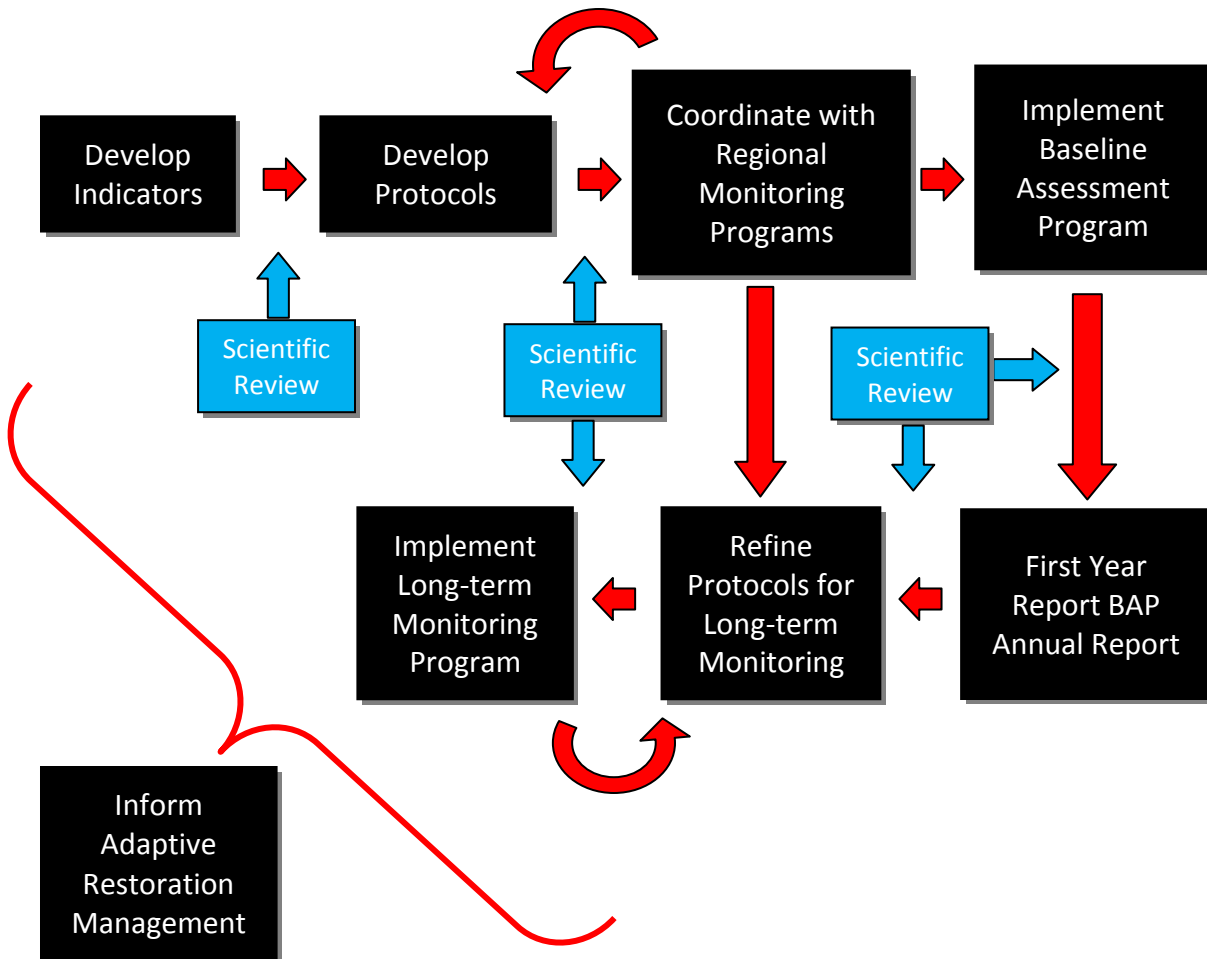 Develop
Indicators
Develop
Protocols
Coordinate with
Regional
Monitoring
Programs
Implement
Baseline
Assessment
Program
Scientific
Review
Scientific
Review
Scientific
Review
Implement
Long-term
Monitoring
Program
Refine
Protocols for
Long-term
Monitoring
First Year
Report BAP
Annual Report
Inform
Adaptive
Restoration
Management